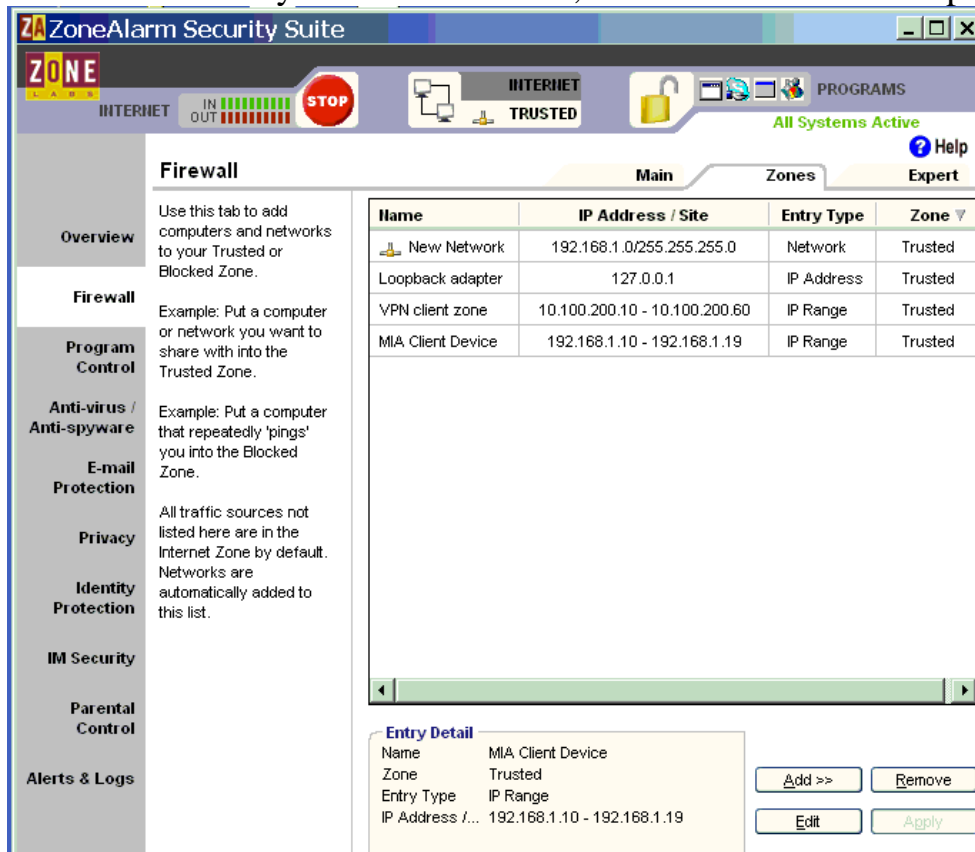 ZA ZoneAlarm Security Suite
ZONE
LABS
INTERNET
IN
OUT
STOP
INTERNET
TRUSTED
PROGRAMS
All Systems Active
? Help
Firewall
Main Zones Expert
Overview
Firewall
Program
Control
Anti-virus /
Anti-spyware
E-mail
Protection
Privacy
Identity
Protection
IM Security
Parental
Control
Alerts & Logs
Use this tab to add
computers and networks
to your Trusted or
Blocked Zone.
Example: Put a computer
or network you want to
share with into the
Trusted Zone.
Example: Put a computer
that repeatedly 'pings'
you into the Blocked
Zone.
All traffic sources not
listed here are in the
Internet Zone by default.
Networks are
automatically added to
this list.
Name IP Address / Site Entry Type Zone
New Network 192.168.1.0/255.255.255.0 Network Trusted
Loopback adapter 127.0.0.1 IP Address Trusted
VPN client zone 10.100.200.10 - 10.100.200.60 IP Range Trusted
MIA Client Device 192.168.1.10 - 192.168.1.19 IP Range Trusted
Entry Detail
Name MIA Client Device
Zone Trusted
Entry Type IP Range
IP Address /... 192.168.1.10 - 192.168.1.19
Add >> Remove
Edit Apply